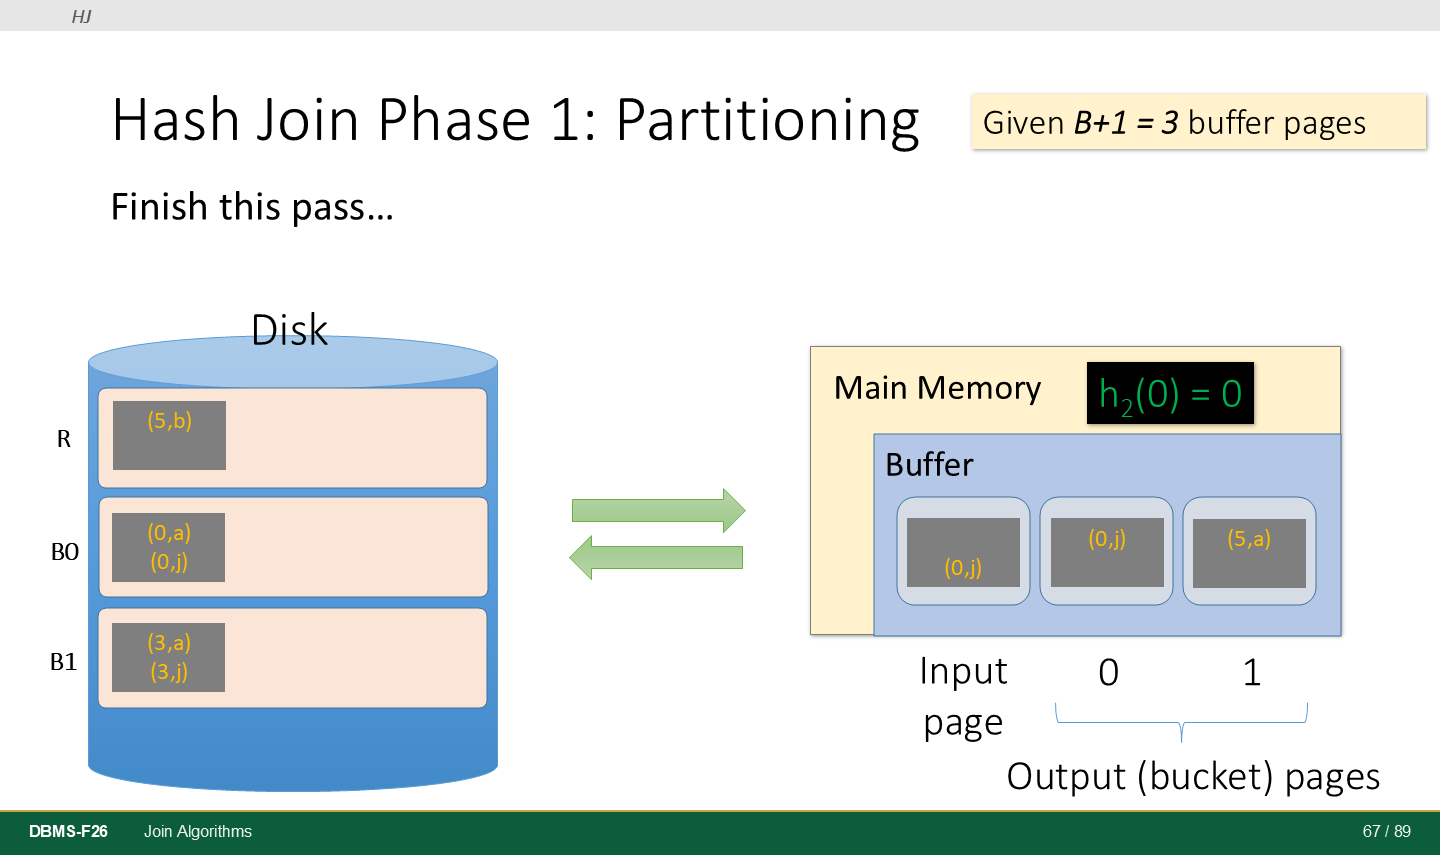 HJ
Hash Join Phase 1: Partitioning
Given B+1 = 3 buffer pages
Finish this pass…
Disk
R
(5,b)
B0
(0,a)
(0,j)
B1
(3,a)
(3,j)
Main Memory
h₂(0) = 0
Buffer
(0,j)
(0,j)
(5,a)
Input
page
0
1
Output (bucket) pages
DBMS-F26
Join Algorithms
67 / 89